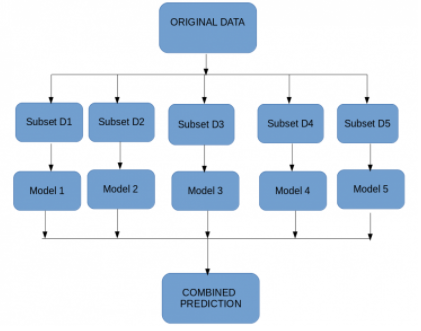 ORIGINAL DATA
Subset D1
Subset D2
Subset D3
Subset D4
Subset D5
Model 1
Model 2
Model 3
Model 4
Model 5
COMBINED
PREDICTION